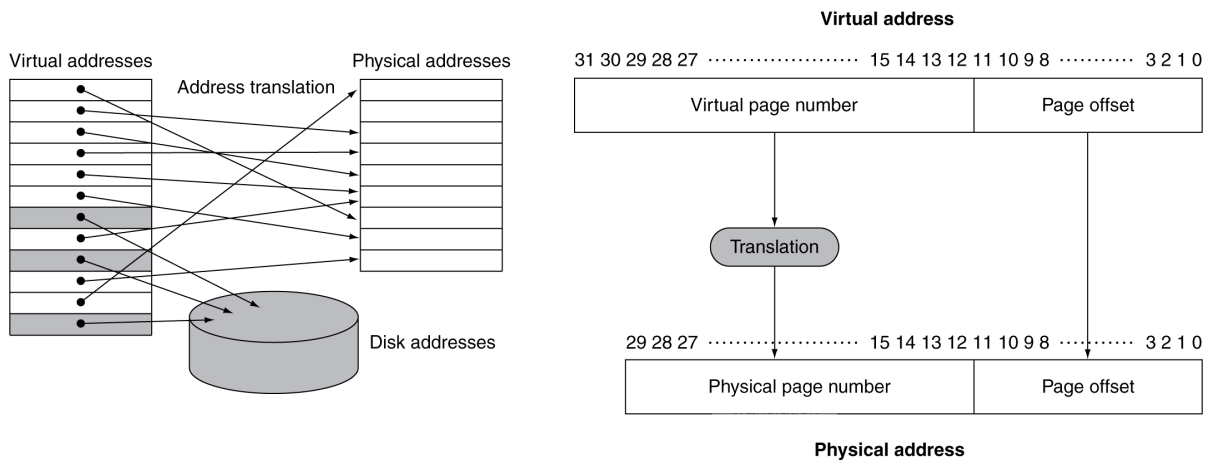 Virtual addresses
Address translation
Physical addresses
Disk addresses
Virtual address
31 30 29 28 27 ···················· 15 14 13 12 11 10 9 8 ·········· 3 2 1 0
Virtual page number
Page offset
Translation
29 28 27 ···················· 15 14 13 12 11 10 9 8 ·········· 3 2 1 0
Physical page number
Page offset
Physical address